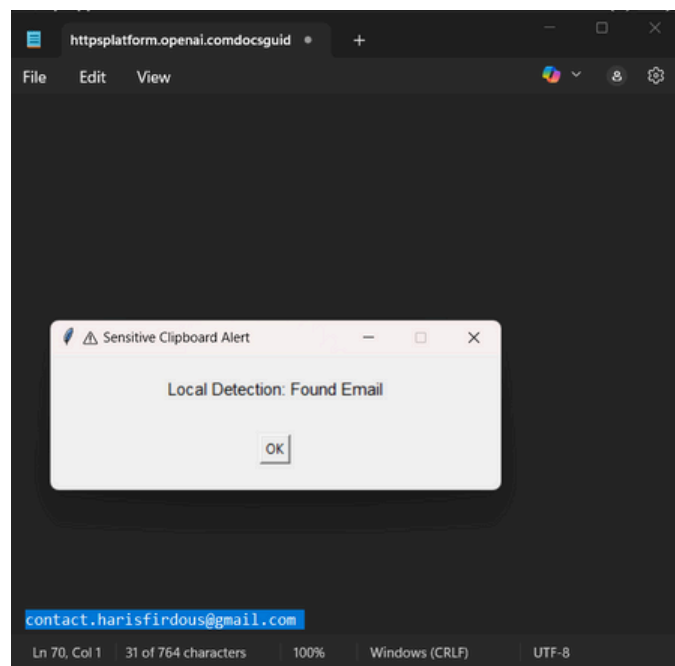 httpsplatform.openai.comdocsguid
File Edit View
⚠ Sensitive Clipboard Alert
Local Detection: Found Email
OK
contact.harisfirdous@gmail.com
Ln 70, Col 1 31 of 764 characters 100% Windows (CRLF) UTF-8